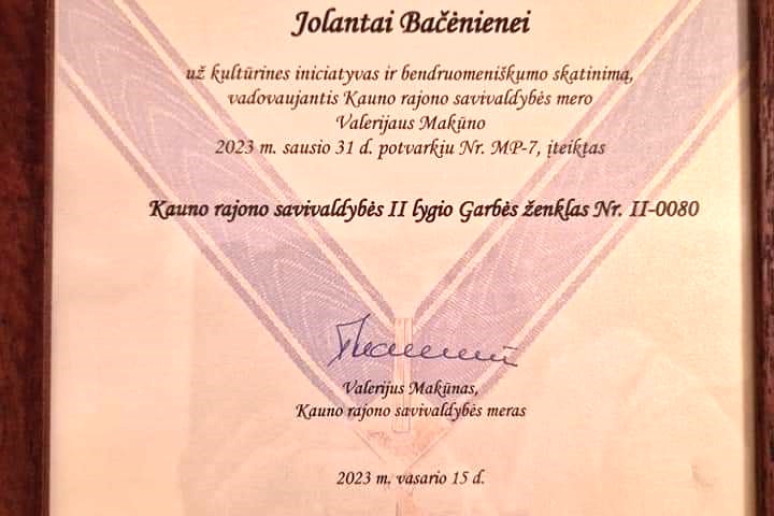 Jolantai Bačėnienei
už kultūrines iniciatyvas ir bendruomeniškumo skatinimą,
vadovaujantis Kauno rajono savivaldybės mero
Valerijaus Makūno
2023 m. sausio 31 d. potvarkiu Nr. MP-7, įteiktas
Kauno rajono savivaldybės II lygio Garbės ženklas Nr. II-0080
Valerijus Makūnas,
Kauno rajono savivaldybės meras
2023 m. vasario 15 d.